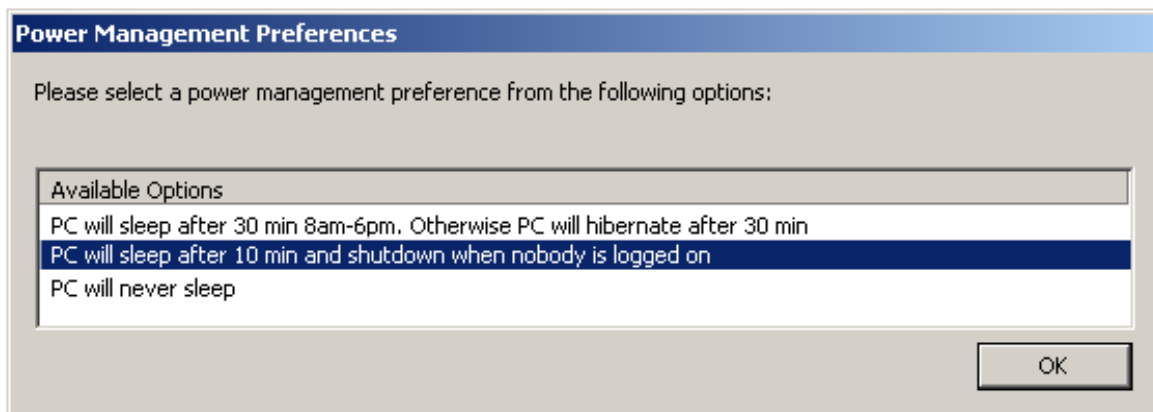 Power Management Preferences
Please select a power management preference from the following options:
Available Options
PC will sleep after 30 min 8am-6pm. Otherwise PC will hibernate after 30 min
PC will sleep after 10 min and shutdown when nobody is logged on
PC will never sleep
OK